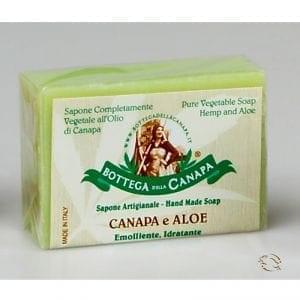 Sapone Completamente
Vegetale all'Olio
di Canapa
Pure Vegetable Soap
Hemp and Aloe
WWW.BOTTEGADELLACANAPA.IT
BOTTEGA DELLA CANAPA
®
Sapone Artigianale - Hand Made Soap
CANAPA e ALOE
Emolliente, Idratante
MADE IN ITALY